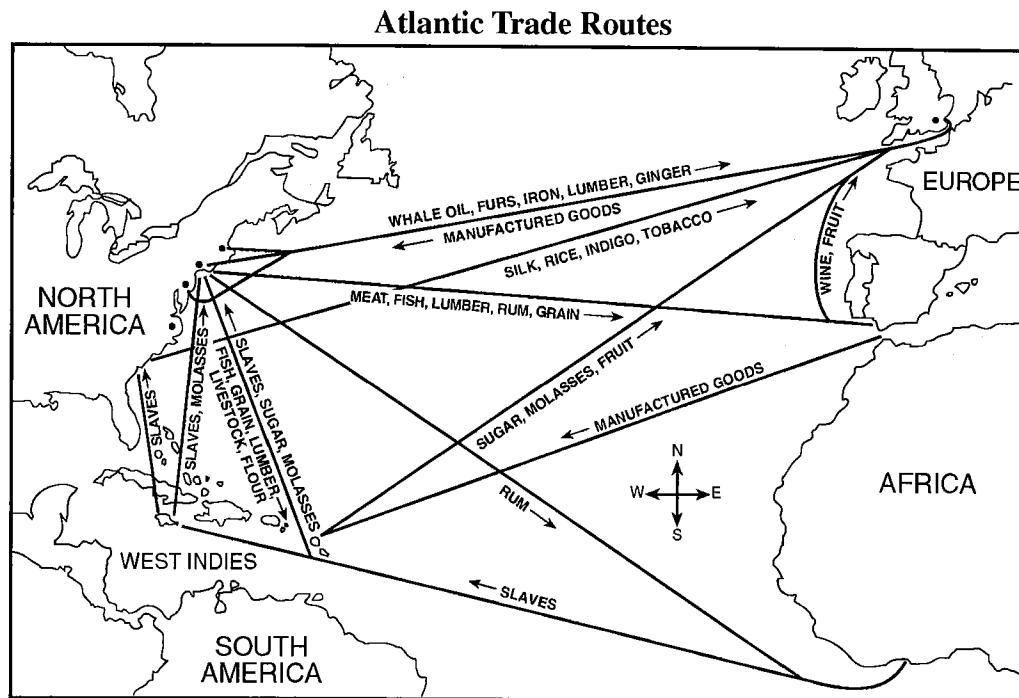 Atlantic Trade Routes
EUROPE
WHALE OIL, FURS, IRON, LUMBER, GINGER
MANUFACTURED GOODS
SILK, RICE, INDIGO, TOBACCO
WINE, FRUIT
NORTH
AMERICA
MEAT, FISH, LUMBER, RUM, GRAIN
SLAVES
SLAVES, MOLASSES
FISH, GRAIN, LUMBER,
LIVESTOCK, FLOUR
SLAVES, SUGAR, MOLASSES
SUGAR, MOLASSES, FRUIT
MANUFACTURED GOODS
N
W E
S
AFRICA
RUM
WEST INDIES
SLAVES
SOUTH
AMERICA